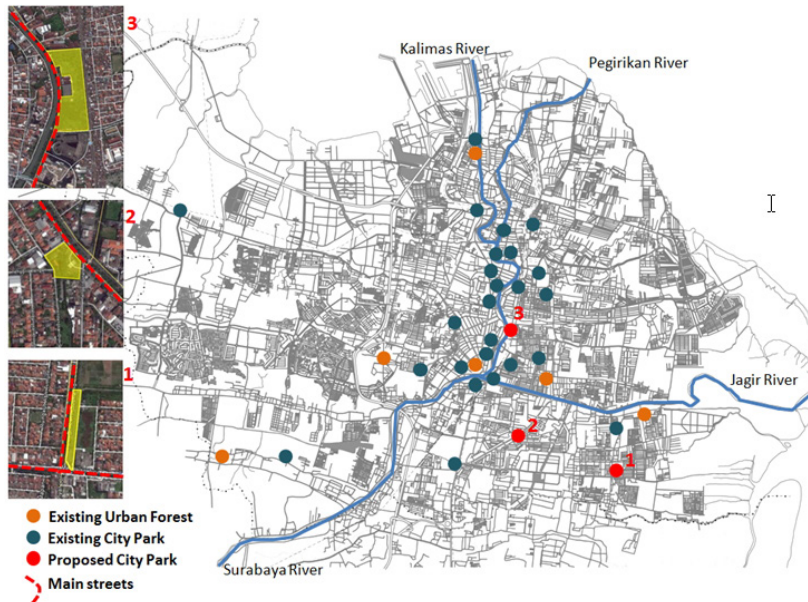 3
Kalimas River
Pegirikan River
2
3
1
Jagir River
2
1
Existing Urban Forest
Existing City Park
Proposed City Park
Main streets
Surabaya River